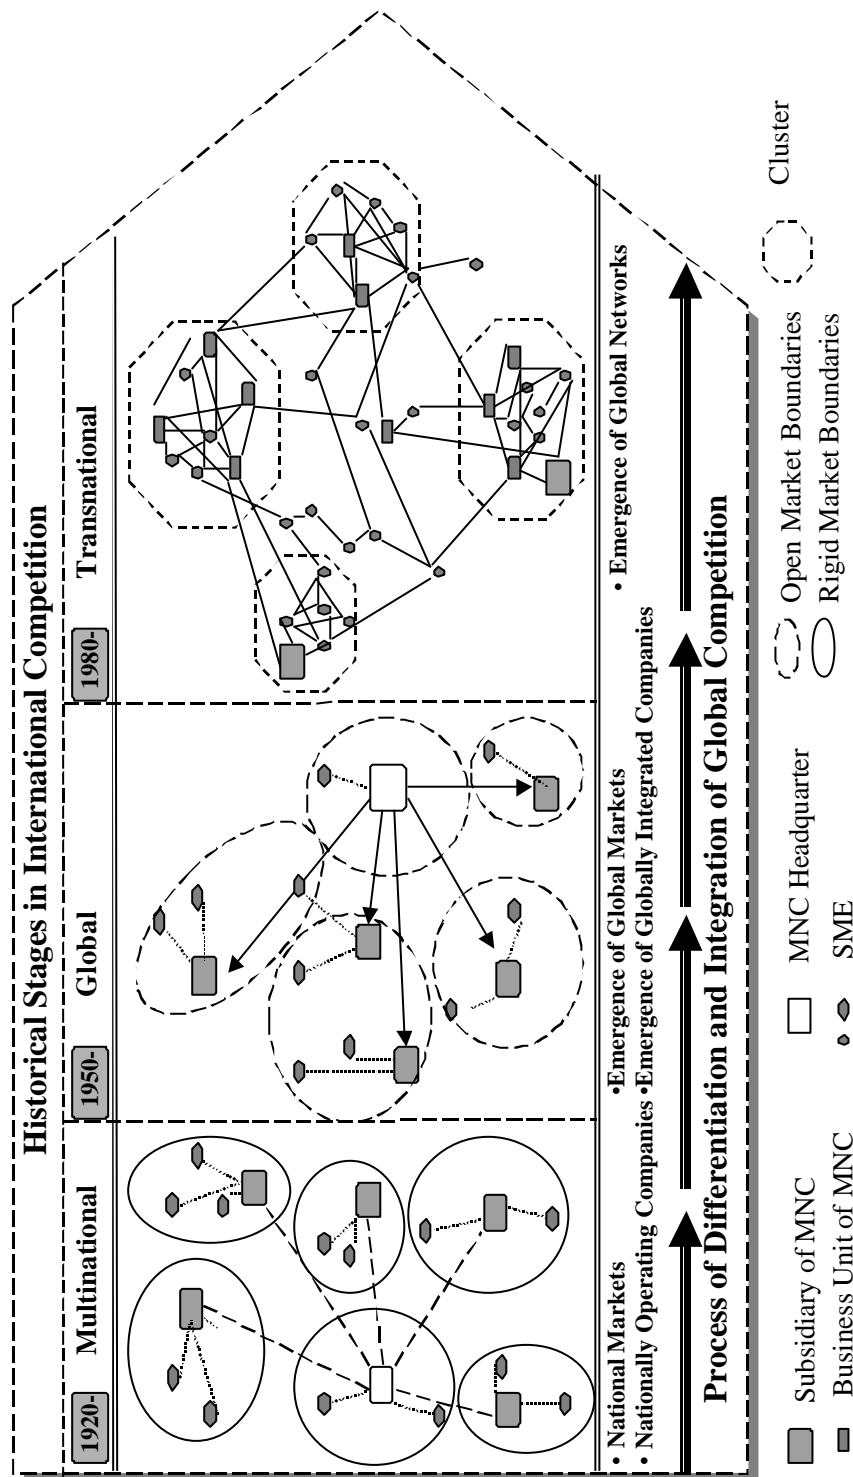 Historical Stages in International Competition
1920-
Multinational
1950-
Global
1980-
Transnational
• National Markets
• Nationally Operating Companies
•Emergence of Global Markets
•Emergence of Globally Integrated Companies
• Emergence of Global Networks
Process of Differentiation and Integration of Global Competition
Subsidiary of MNC
Business Unit of MNC
MNC Headquarter
SME
Open Market Boundaries
Rigid Market Boundaries
Cluster